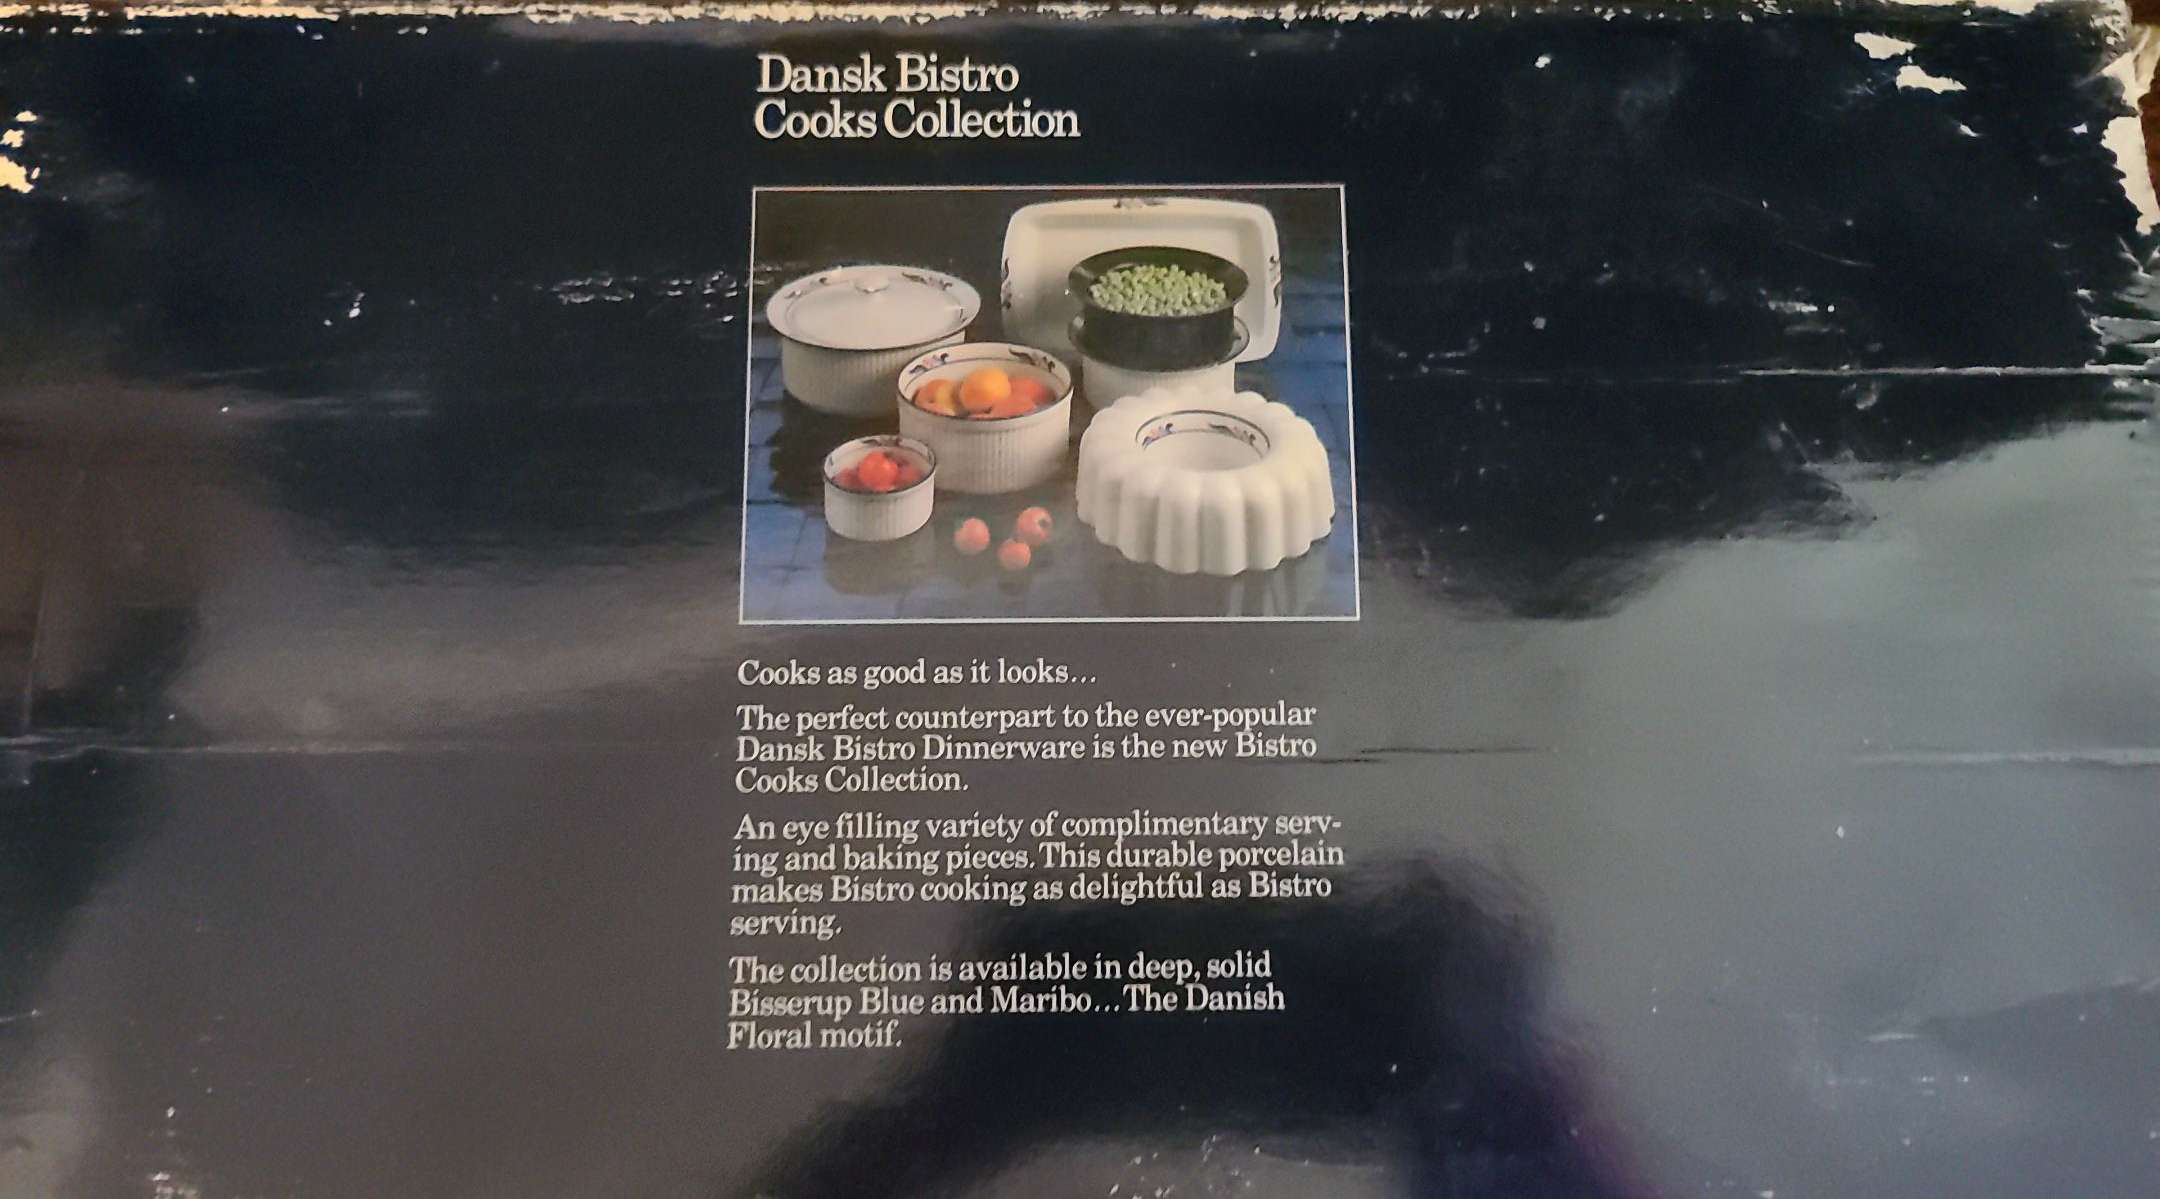 Dansk Bistro
Cooks Collection
Cooks as good as it looks...
The perfect counterpart to the ever-popular
Dansk Bistro Dinnerware is the new Bistro
Cooks Collection.
An eye filling variety of complimentary serv-
ing and baking pieces. This durable porcelain
makes Bistro cooking as delightful as Bistro
serving.
The collection is available in deep, solid
Bisserup Blue and Maribo...The Danish
Floral motif.